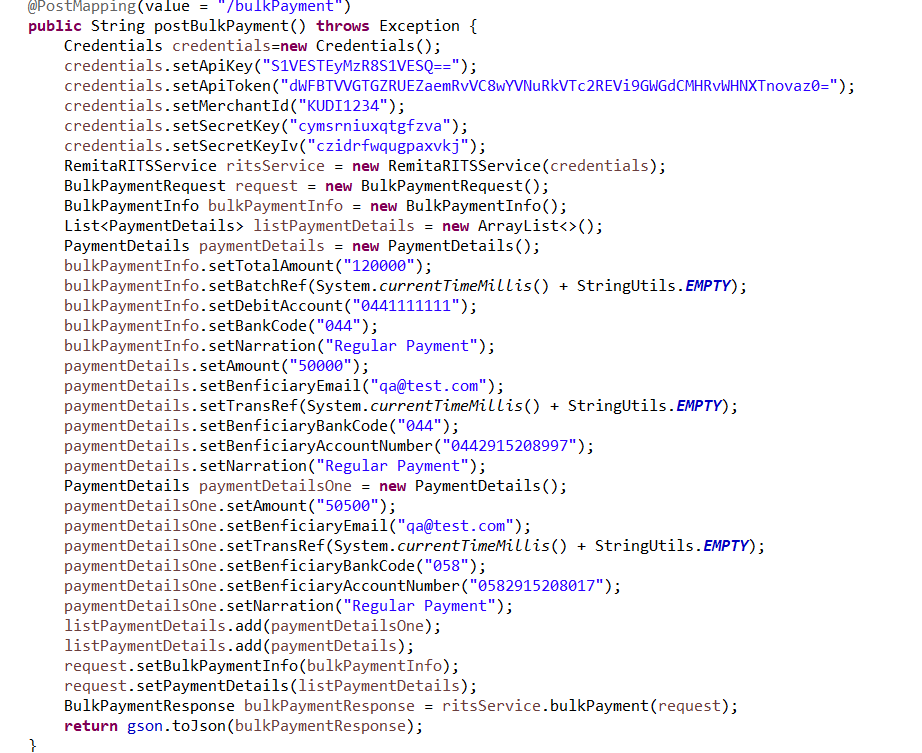 @PostMapping(value = "/bulkPayment")
public String postBulkPayment() throws Exception {
Credentials credentials=new Credentials();
credentials.setApiKey("S1VESTEyMzR8S1VESQ==");
credentials.setApiToken("dWFBTVVGTGZRUEZaemRvVC8wYVNuRkVTc2REVi9GWGdCMHRvWHNXTnovaz0=");
credentials.setMerchantId("KUDI1234");
credentials.setSecretKey("cymsrniuxqtgfzva");
credentials.setSecretKeyIv("czidrfwqugpaxvkj");
RemitaRITSService ritsService = new RemitaRITSService(credentials);
BulkPaymentRequest request = new BulkPaymentRequest();
BulkPaymentInfo bulkPaymentInfo = new BulkPaymentInfo();
List<PaymentDetails> listPaymentDetails = new ArrayList<>();
PaymentDetails paymentDetails = new PaymentDetails();
bulkPaymentInfo.setTotalAmount("120000");
bulkPaymentInfo.setBatchRef(System.currentTimeMillis() + StringUtils.EMPTY);
bulkPaymentInfo.setDebitAccount("0441111111");
bulkPaymentInfo.setBankCode("044");
bulkPaymentInfo.setNarration("Regular Payment");
paymentDetails.setAmount("50000");
paymentDetails.setBenficiaryEmail("qa@test.com");
paymentDetails.setTransRef(System.currentTimeMillis() + StringUtils.EMPTY);
paymentDetails.setBenficiaryBankCode("044");
paymentDetails.setBenficiaryAccountNumber("0442915208997");
paymentDetails.setNarration("Regular Payment");
PaymentDetails paymentDetailsOne = new PaymentDetails();
paymentDetailsOne.setAmount("50500");
paymentDetailsOne.setBenficiaryEmail("qa@test.com");
paymentDetailsOne.setTransRef(System.currentTimeMillis() + StringUtils.EMPTY);
paymentDetailsOne.setBenficiaryBankCode("058");
paymentDetailsOne.setBenficiaryAccountNumber("0582915208017");
paymentDetailsOne.setNarration("Regular Payment");
listPaymentDetails.add(paymentDetailsOne);
listPaymentDetails.add(paymentDetails);
request.setBulkPaymentInfo(bulkPaymentInfo);
request.setPaymentDetails(listPaymentDetails);
BulkPaymentResponse bulkPaymentResponse = ritsService.bulkPayment(request);
return gson.toJson(bulkPaymentResponse);
}